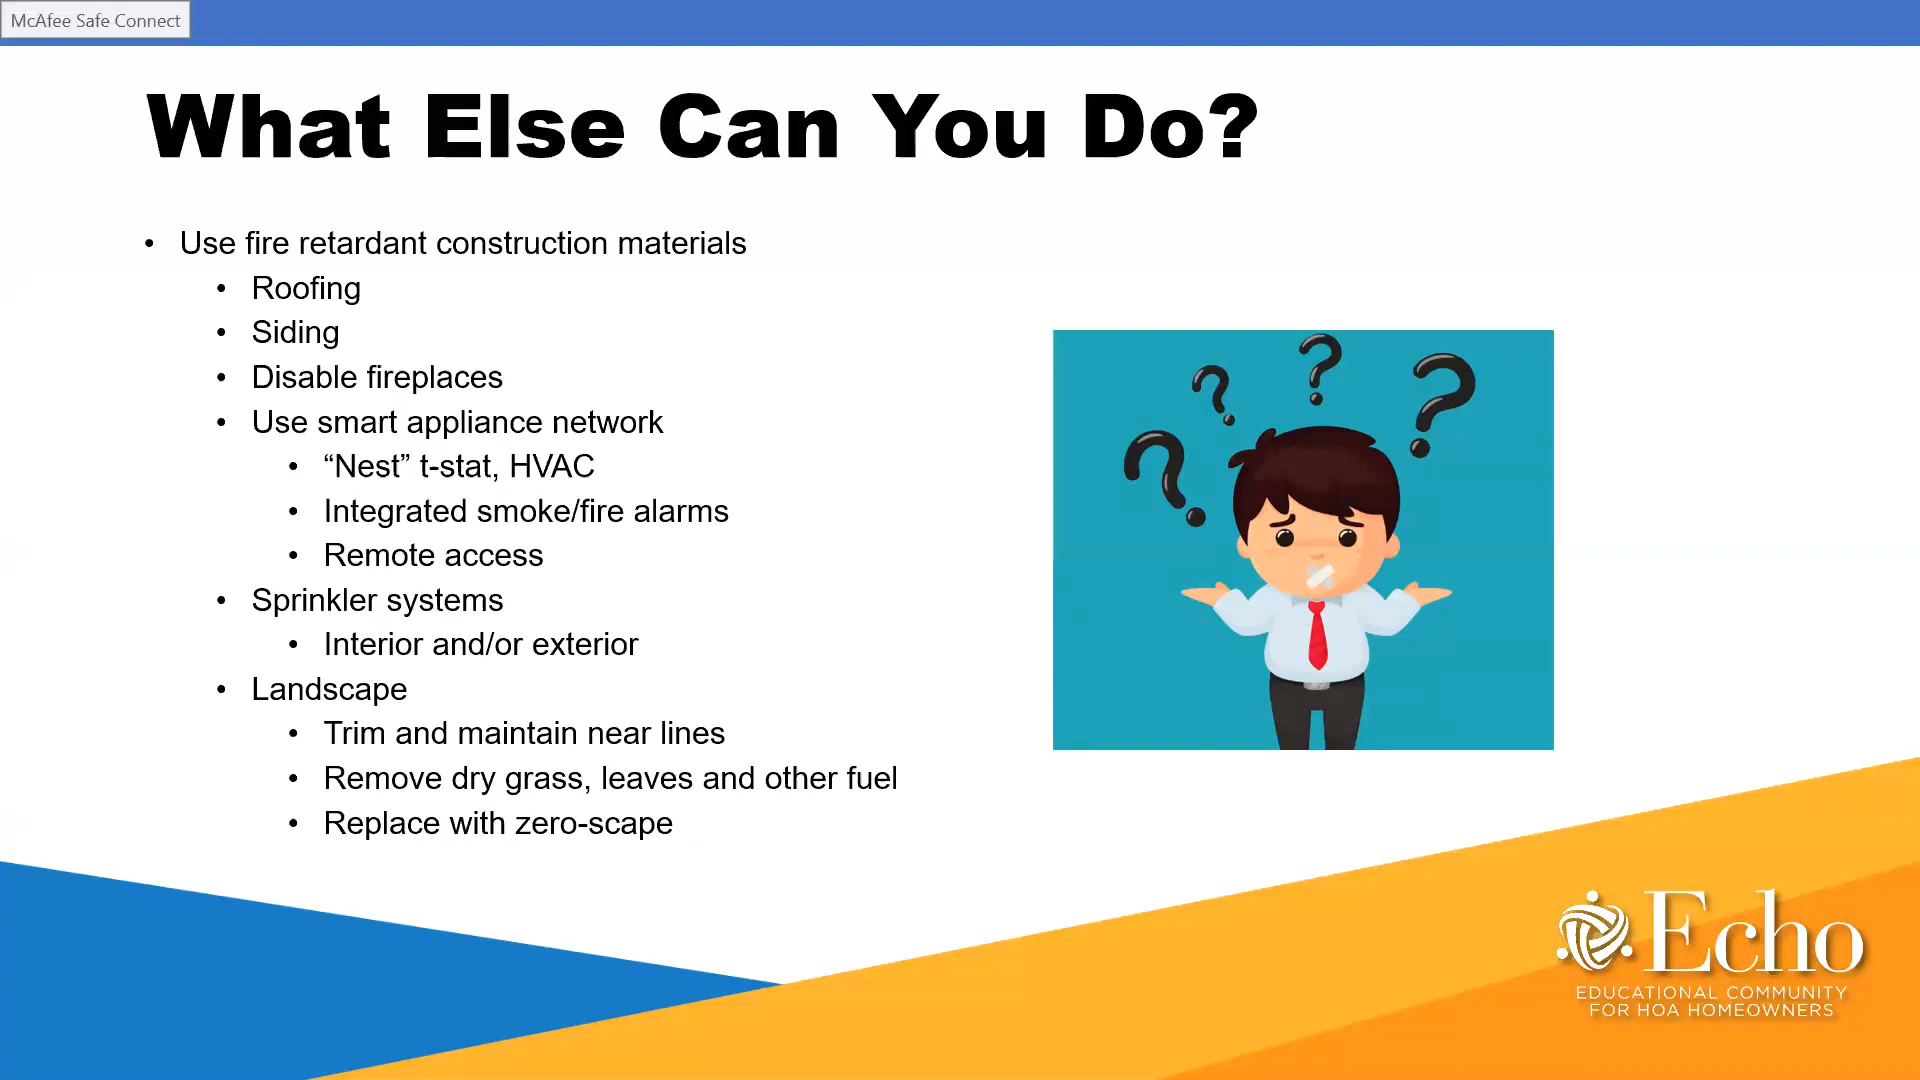 McAfee Safe Connect
What Else Can You Do?
• Use fire retardant construction materials
• Roofing
• Siding
• Disable fireplaces
• Use smart appliance network
• “Nest” t-stat, HVAC
• Integrated smoke/fire alarms
• Remote access
• Sprinkler systems
• Interior and/or exterior
• Landscape
• Trim and maintain near lines
• Remove dry grass, leaves and other fuel
• Replace with zero-scape
? ? ? ?
Echo
EDUCATIONAL COMMUNITY
FOR HOA HOMEOWNERS